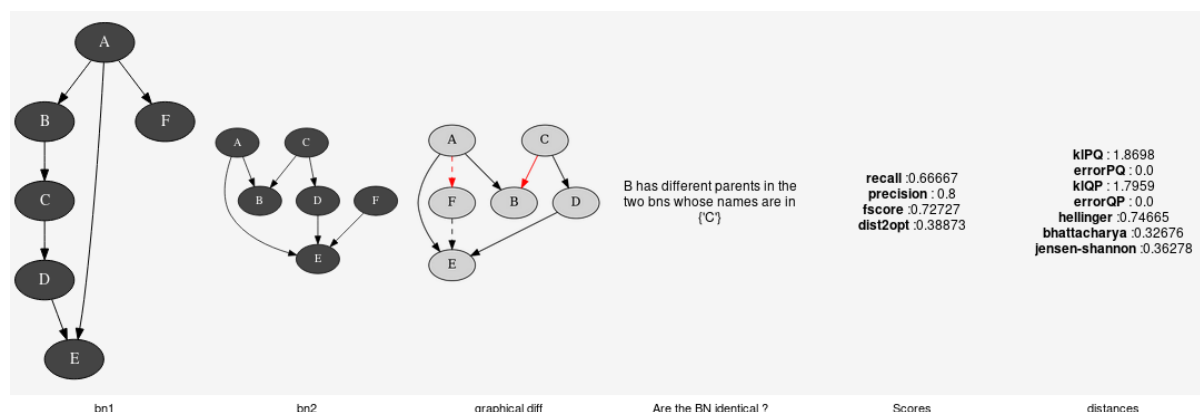 A
B
F
C
D
E
A
C
B
D
F
E
A
C
F
B
D
E
B has different parents in the
two bns whose names are in
{'C'}
recall :0.66667
precision : 0.8
fscore :0.72727
dist2opt :0.38873
klPQ : 1.8698
errorPQ : 0.0
klQP : 1.7959
errorQP : 0.0
hellinger :0.74665
bhattacharya :0.32676
jensen-shannon :0.36278
bn1
bn2
graphical diff
Are the BN identical ?
Scores
distances